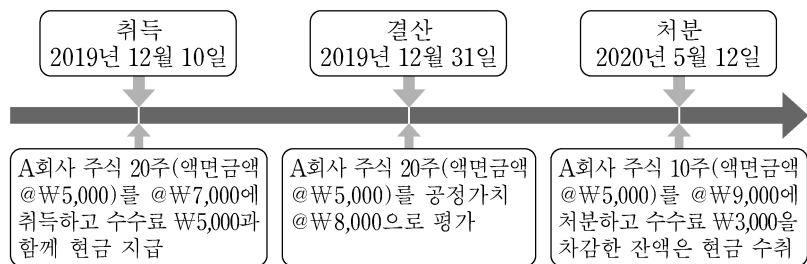 취득
2019년 12월 10일
결산
2019년 12월 31일
처분
2020년 5월 12일
A회사 주식 20주(액면금액
@₩5,000)를 @₩7,000에
취득하고 수수료 ₩5,000과
함께 현금 지급
A회사 주식 20주(액면금액
@₩5,000)를 공정가치
@₩8,000으로 평가
A회사 주식 10주(액면금액
@₩5,000)를 @₩9,000에
처분하고 수수료 ₩3,000을
차감한 잔액은 현금 수취